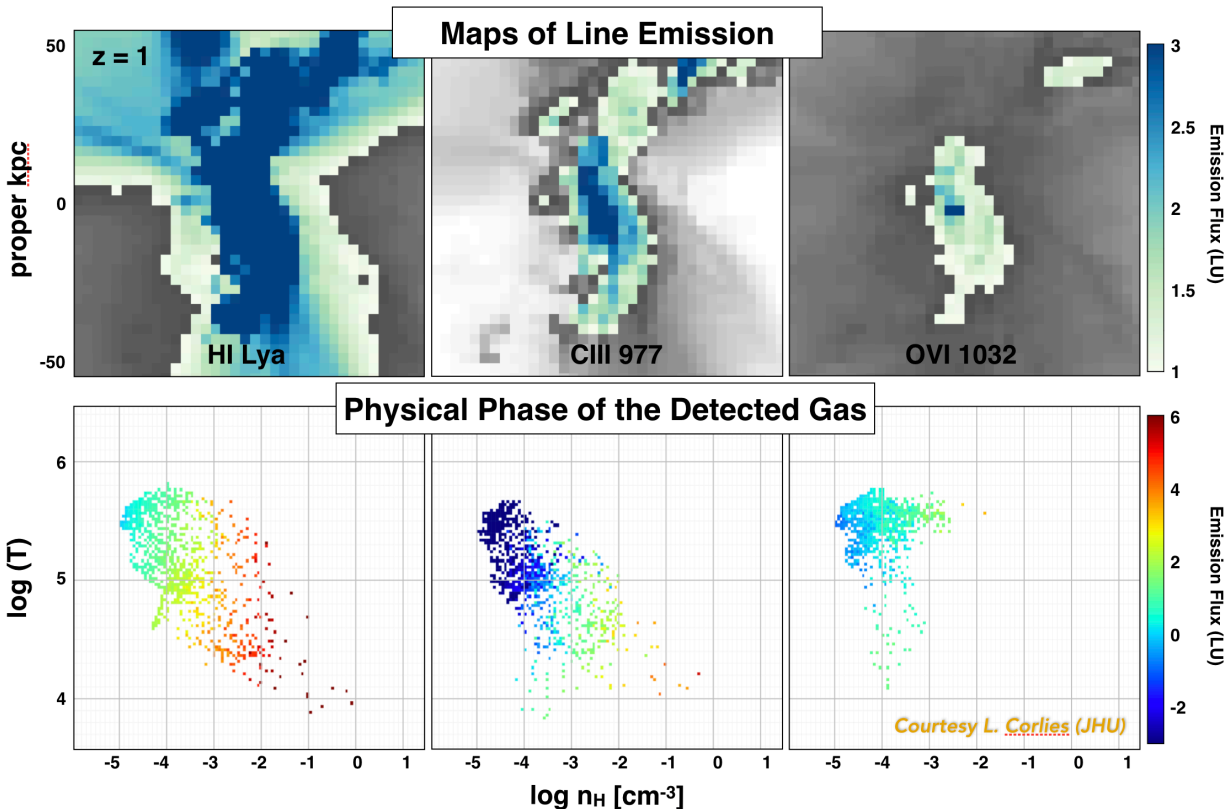 Maps of Line Emission
z = 1
50
0
-50
proper kpc
HI Lya
CIII 977
OVI 1032
3
2.5
2
1.5
1
Emission Flux (LU)
Physical Phase of the Detected Gas
6
5
4
log (T)
-5 -4 -3 -2 -1 0 1
-5 -4 -3 -2 -1 0 1
-5 -4 -3 -2 -1 0 1
log nH [cm-3]
Courtesy L. Corlies (JHU)
6
4
2
0
-2
Emission Flux (LU)